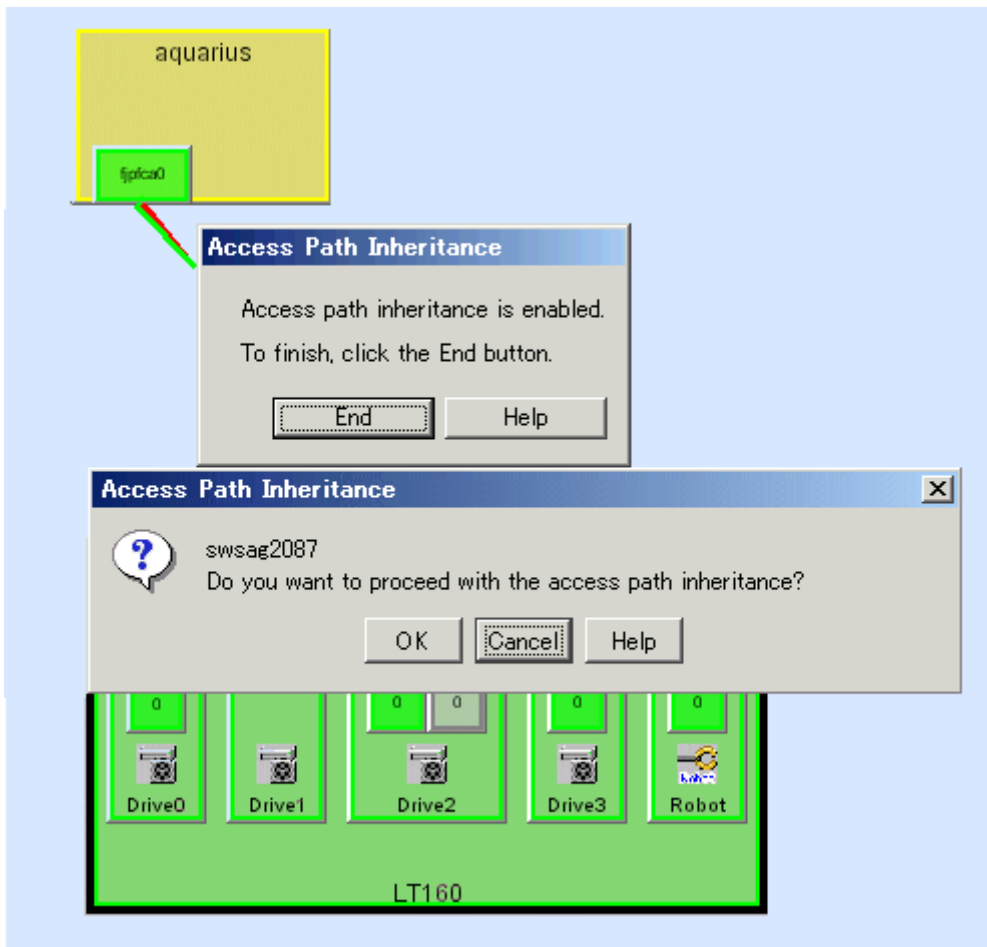 aquarius
fjpfca0
Access Path Inheritance
Access path inheritance is enabled.
To finish, click the End button.
End Help
Access Path Inheritance
swsag2087
Do you want to proceed with the access path inheritance?
OK Cancel Help
0 0 0 0 0
Drive0 Drive1 Drive2 Drive3 Robot
LT160